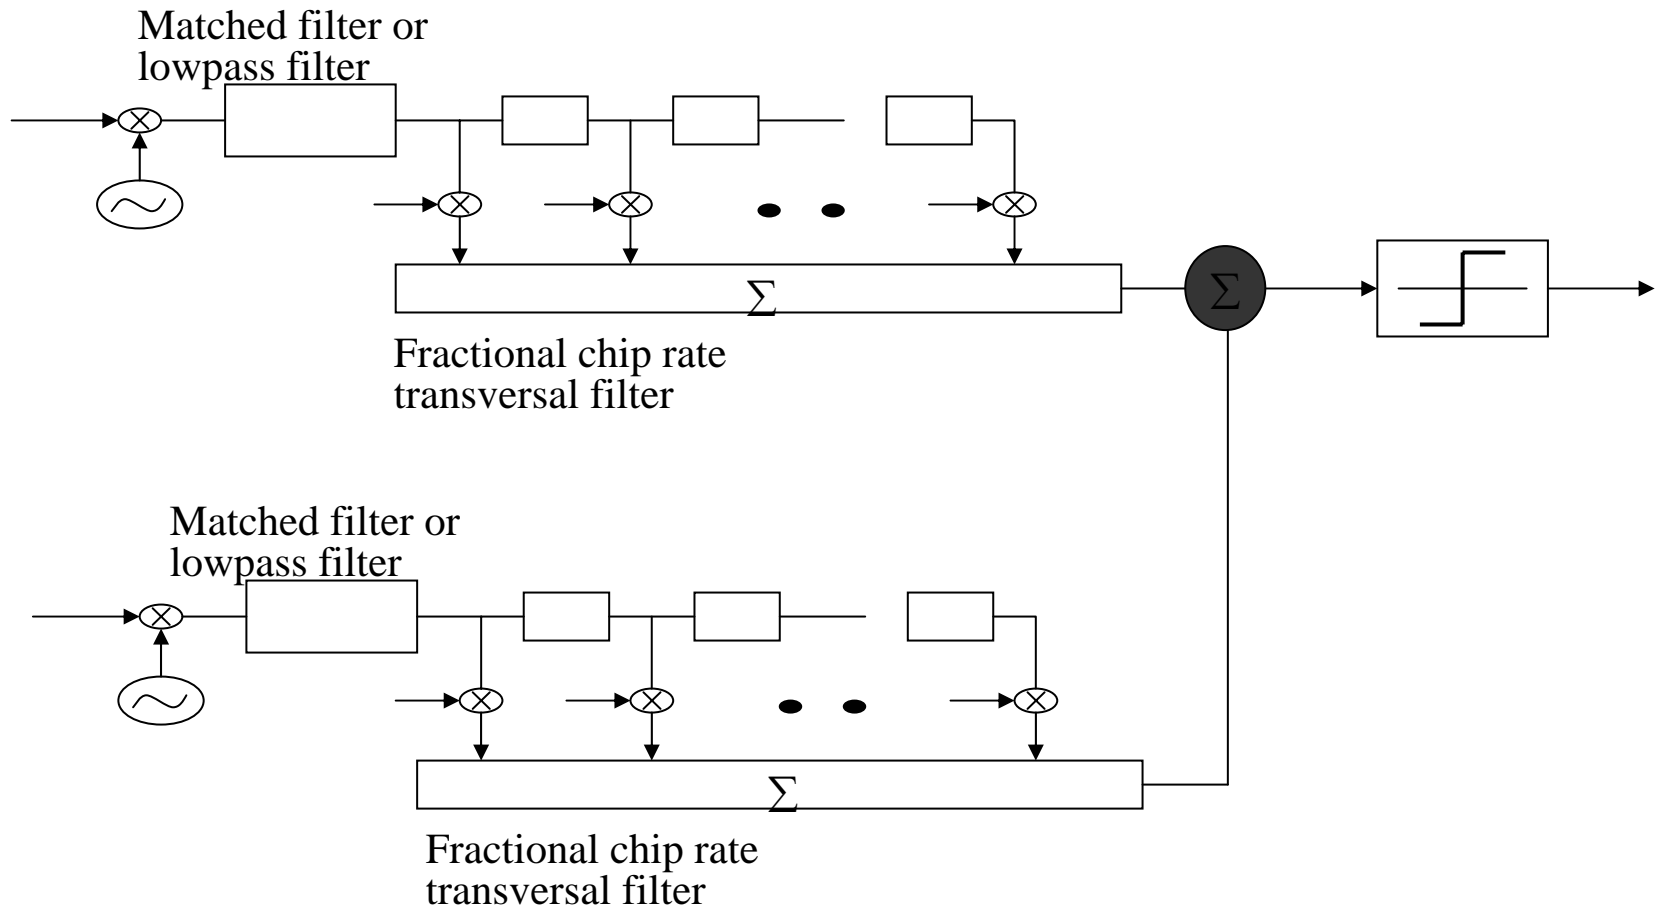 Matched filter or
lowpass filter
Σ
Σ
Fractional chip rate
transversal filter
Matched filter or
lowpass filter
Σ
Fractional chip rate
transversal filter